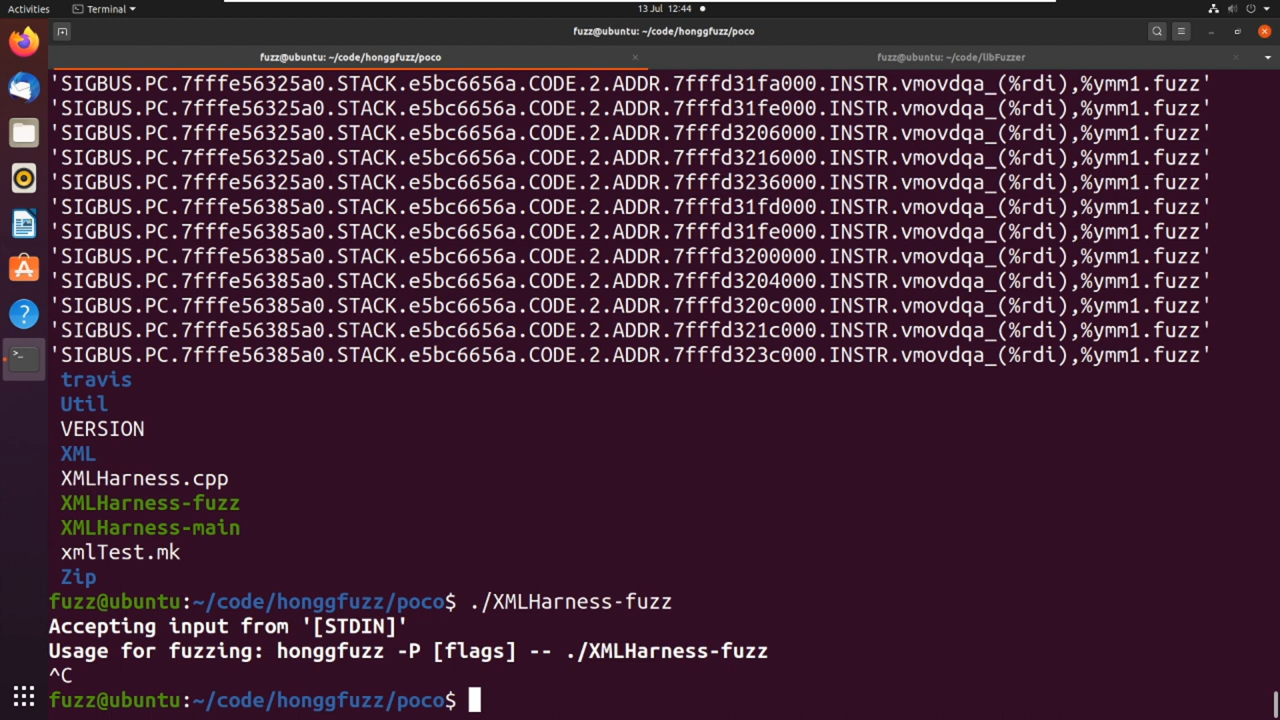 Activities
Terminal
13 Jul 12:44
fuzz@ubuntu: ~/code/honggfuzz/poco
fuzz@ubuntu: ~/code/honggfuzz/poco
fuzz@ubuntu: ~/code/libFuzzer
'SIGBUS.PC.7fffe56325a0.STACK.e5bc6656a.CODE.2.ADDR.7fffd31fa000.INSTR.vmovdqa_(%rdi),%ymm1.fuzz'
'SIGBUS.PC.7fffe56325a0.STACK.e5bc6656a.CODE.2.ADDR.7fffd31fe000.INSTR.vmovdqa_(%rdi),%ymm1.fuzz'
'SIGBUS.PC.7fffe56325a0.STACK.e5bc6656a.CODE.2.ADDR.7fffd3206000.INSTR.vmovdqa_(%rdi),%ymm1.fuzz'
'SIGBUS.PC.7fffe56325a0.STACK.e5bc6656a.CODE.2.ADDR.7fffd3216000.INSTR.vmovdqa_(%rdi),%ymm1.fuzz'
'SIGBUS.PC.7fffe56325a0.STACK.e5bc6656a.CODE.2.ADDR.7fffd3236000.INSTR.vmovdqa_(%rdi),%ymm1.fuzz'
'SIGBUS.PC.7fffe56385a0.STACK.e5bc6656a.CODE.2.ADDR.7fffd31fd000.INSTR.vmovdqa_(%rdi),%ymm1.fuzz'
'SIGBUS.PC.7fffe56385a0.STACK.e5bc6656a.CODE.2.ADDR.7fffd31fe000.INSTR.vmovdqa_(%rdi),%ymm1.fuzz'
'SIGBUS.PC.7fffe56385a0.STACK.e5bc6656a.CODE.2.ADDR.7fffd3200000.INSTR.vmovdqa_(%rdi),%ymm1.fuzz'
'SIGBUS.PC.7fffe56385a0.STACK.e5bc6656a.CODE.2.ADDR.7fffd3204000.INSTR.vmovdqa_(%rdi),%ymm1.fuzz'
'SIGBUS.PC.7fffe56385a0.STACK.e5bc6656a.CODE.2.ADDR.7fffd320c000.INSTR.vmovdqa_(%rdi),%ymm1.fuzz'
'SIGBUS.PC.7fffe56385a0.STACK.e5bc6656a.CODE.2.ADDR.7fffd321c000.INSTR.vmovdqa_(%rdi),%ymm1.fuzz'
'SIGBUS.PC.7fffe56385a0.STACK.e5bc6656a.CODE.2.ADDR.7fffd323c000.INSTR.vmovdqa_(%rdi),%ymm1.fuzz'
travis
Util
VERSION
XML
XMLHarness.cpp
XMLHarness-fuzz
XMLHarness-main
xmlTest.mk
Zip
fuzz@ubuntu:~/code/honggfuzz/poco$ ./XMLHarness-fuzz
Accepting input from '[STDIN]'
Usage for fuzzing: honggfuzz -P [flags] -- ./XMLHarness-fuzz
^C
fuzz@ubuntu:~/code/honggfuzz/poco$